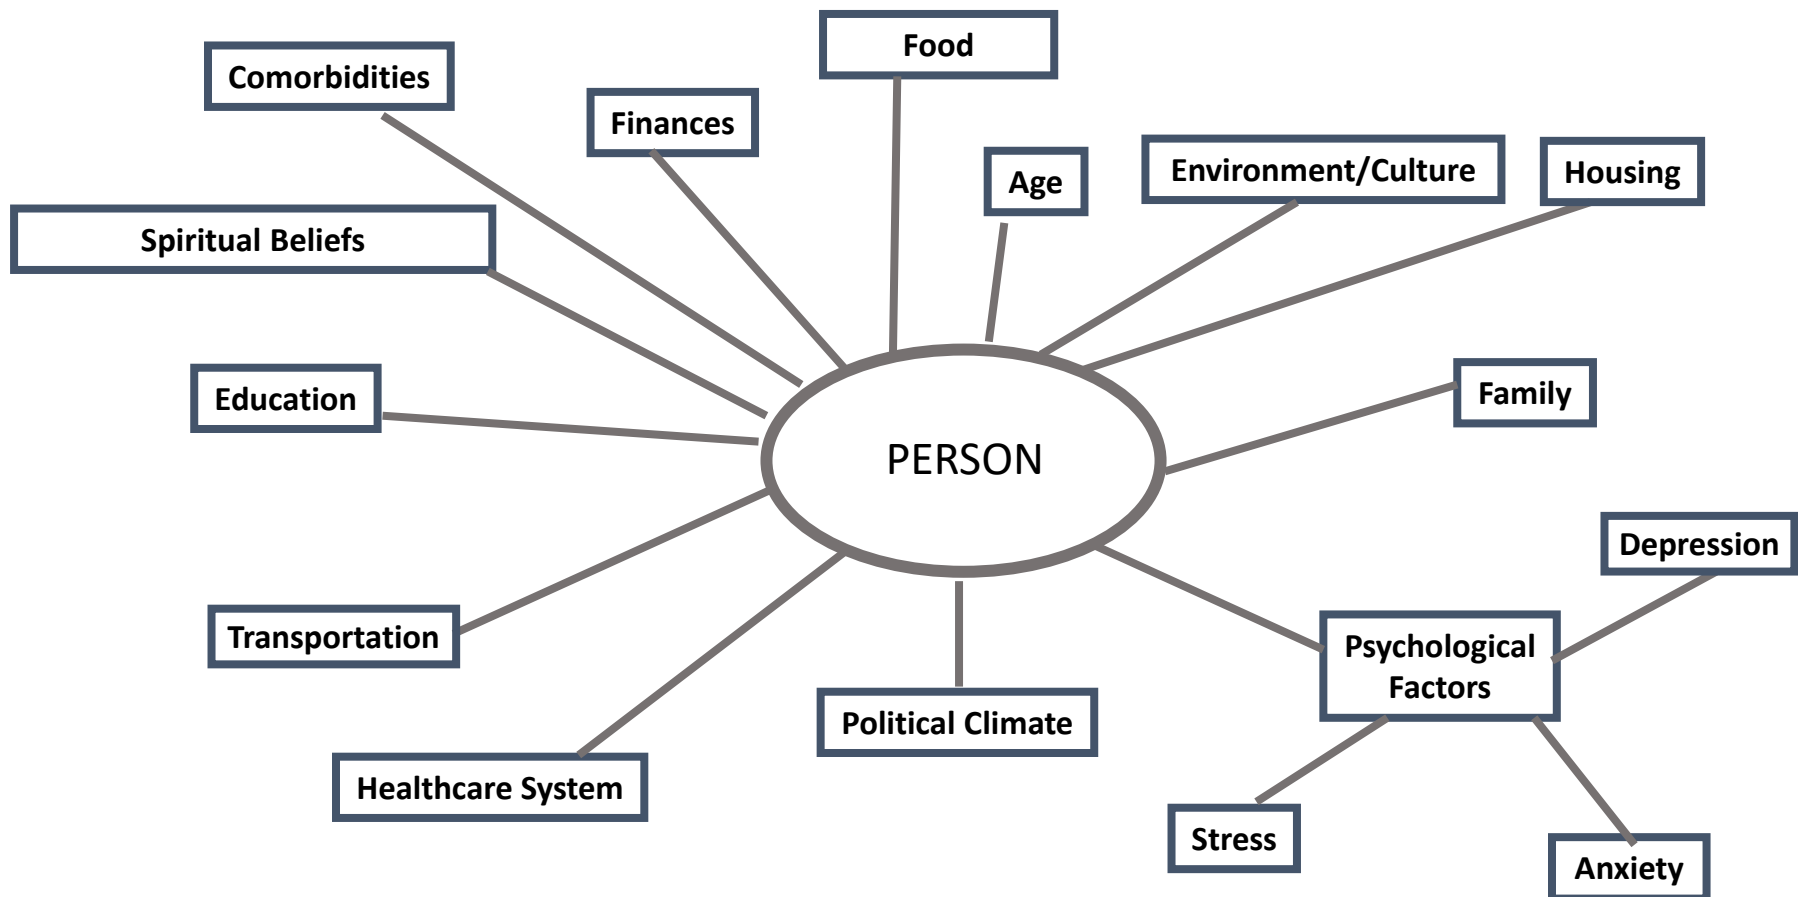 Food
Comorbidities
Finances
Age
Environment/Culture
Housing
Spiritual Beliefs
Education
Family
PERSON
Depression
Transportation
Psychological
Factors
Political Climate
Healthcare System
Stress
Anxiety